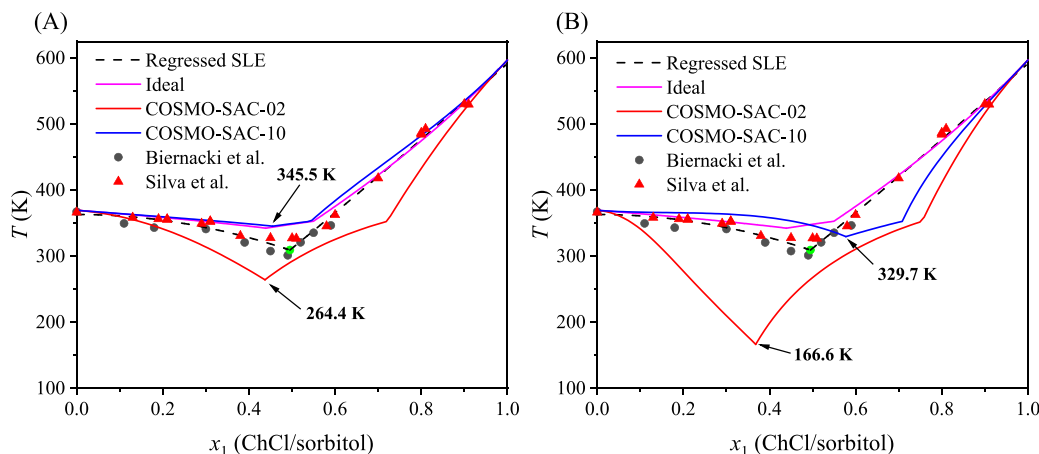 (A)
600
500
400
300
200
100
T (K)
Regressed SLE
Ideal
COSMO-SAC-02
COSMO-SAC-10
Biernacki et al.
Silva et al.
345.5 K
264.4 K
0.0 0.2 0.4 0.6 0.8 1.0
x₁ (ChCl/sorbitol)
(B)
600
500
400
300
200
100
T (K)
Regressed SLE
Ideal
COSMO-SAC-02
COSMO-SAC-10
Biernacki et al.
Silva et al.
329.7 K
166.6 K
0.0 0.2 0.4 0.6 0.8 1.0
x₁ (ChCl/sorbitol)